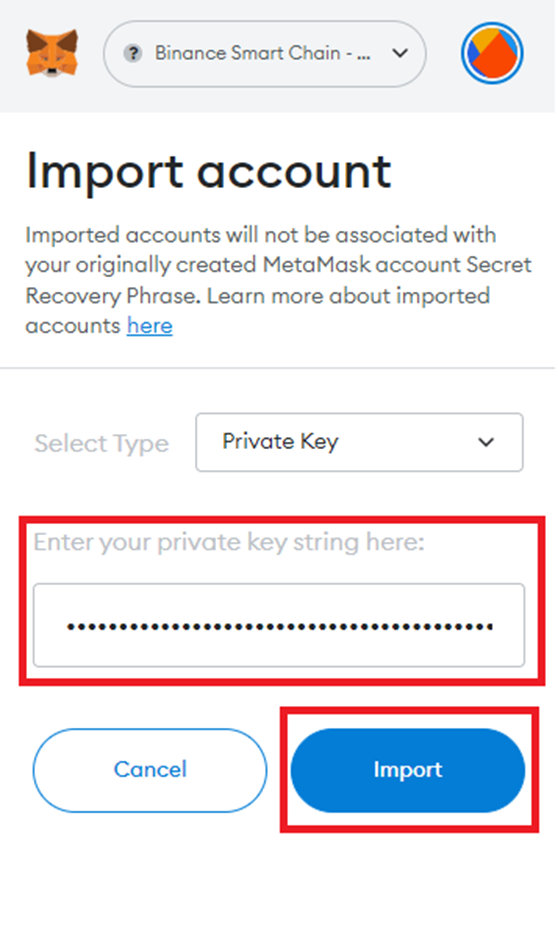 ? Binance Smart Chain - ...
Import account
Imported accounts will not be associated with
your originally created MetaMask account Secret
Recovery Phrase. Learn more about imported
accounts here
Select Type Private Key
Enter your private key string here:
Cancel Import